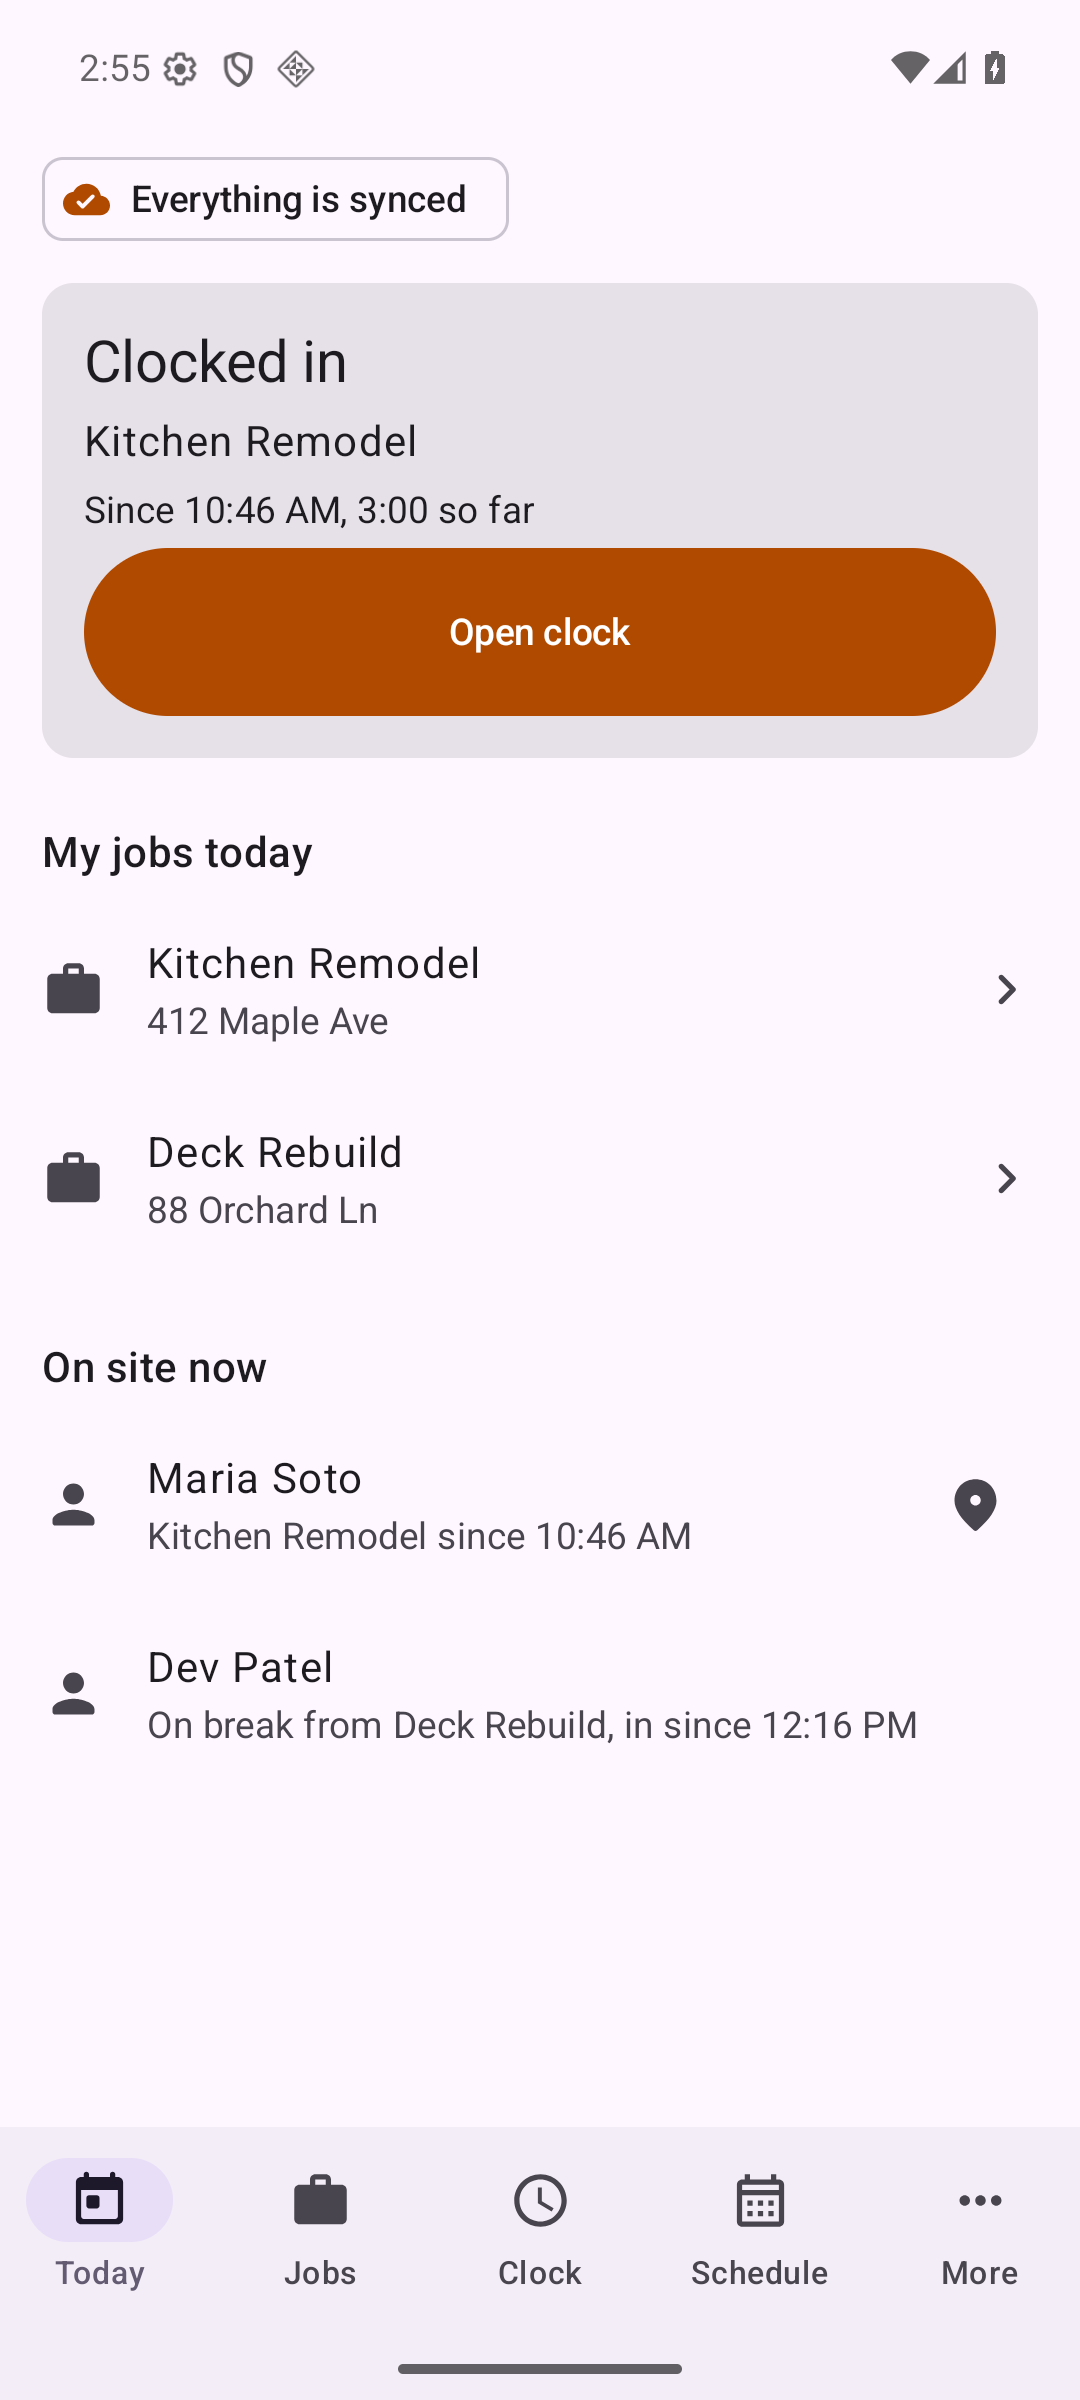 2:55
Everything is synced
Clocked in
Kitchen Remodel
Since 10:46 AM, 3:00 so far
Open clock
My jobs today
Kitchen Remodel
412 Maple Ave
Deck Rebuild
88 Orchard Ln
On site now
Maria Soto
Kitchen Remodel since 10:46 AM
Dev Patel
On break from Deck Rebuild, in since 12:16 PM
Today
Jobs
Clock
Schedule
More